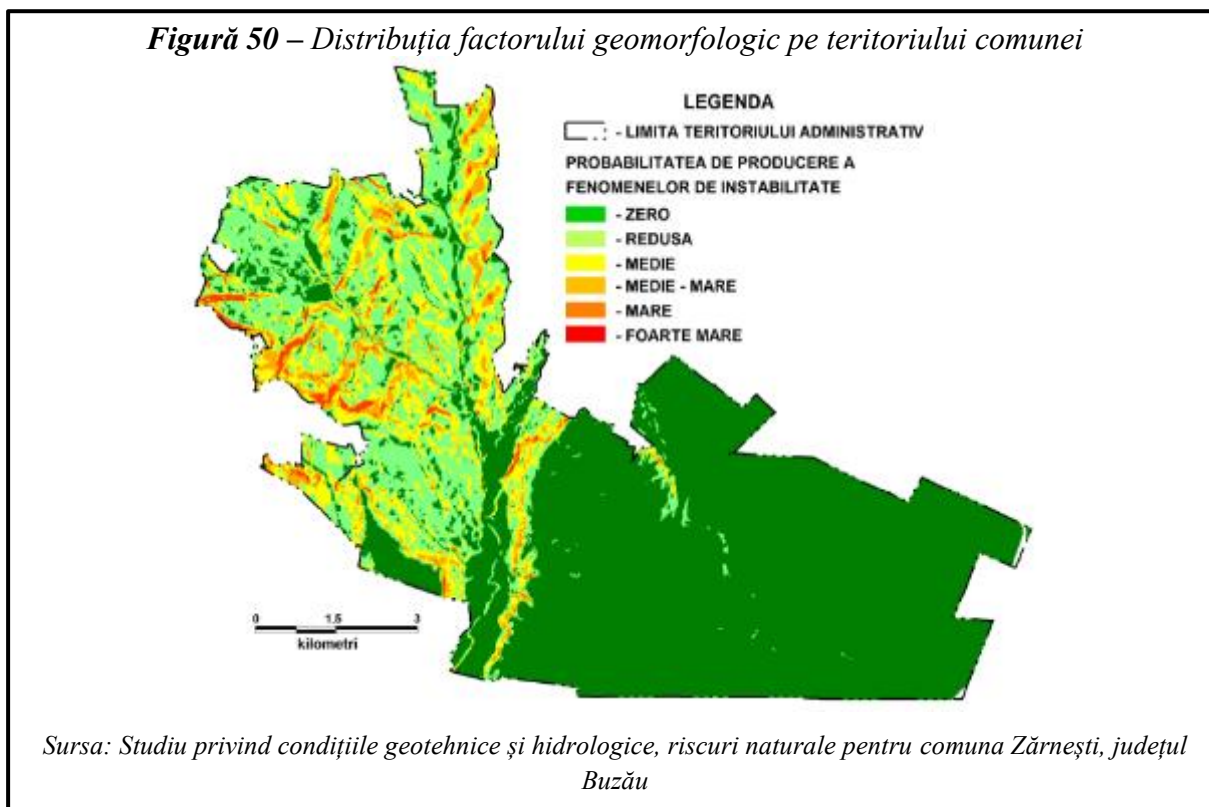 Figură 50 – Distribuția factorului geomorfologic pe teritoriului comunei
LEGENDA
- LIMITA TERITORIULUI ADMINISTRATIV
PROBABILITATEA DE PRODUCERE A
FENOMENELOR DE INSTABILITATE
- ZERO
- REDUSA
- MEDIE
- MEDIE - MARE
- MARE
- FOARTE MARE
0 1.5 3
kilometri
Sursa: Studiu privind condițiile geotehnice și hidrologice, riscuri naturale pentru comuna Zărnești, județul
Buzău